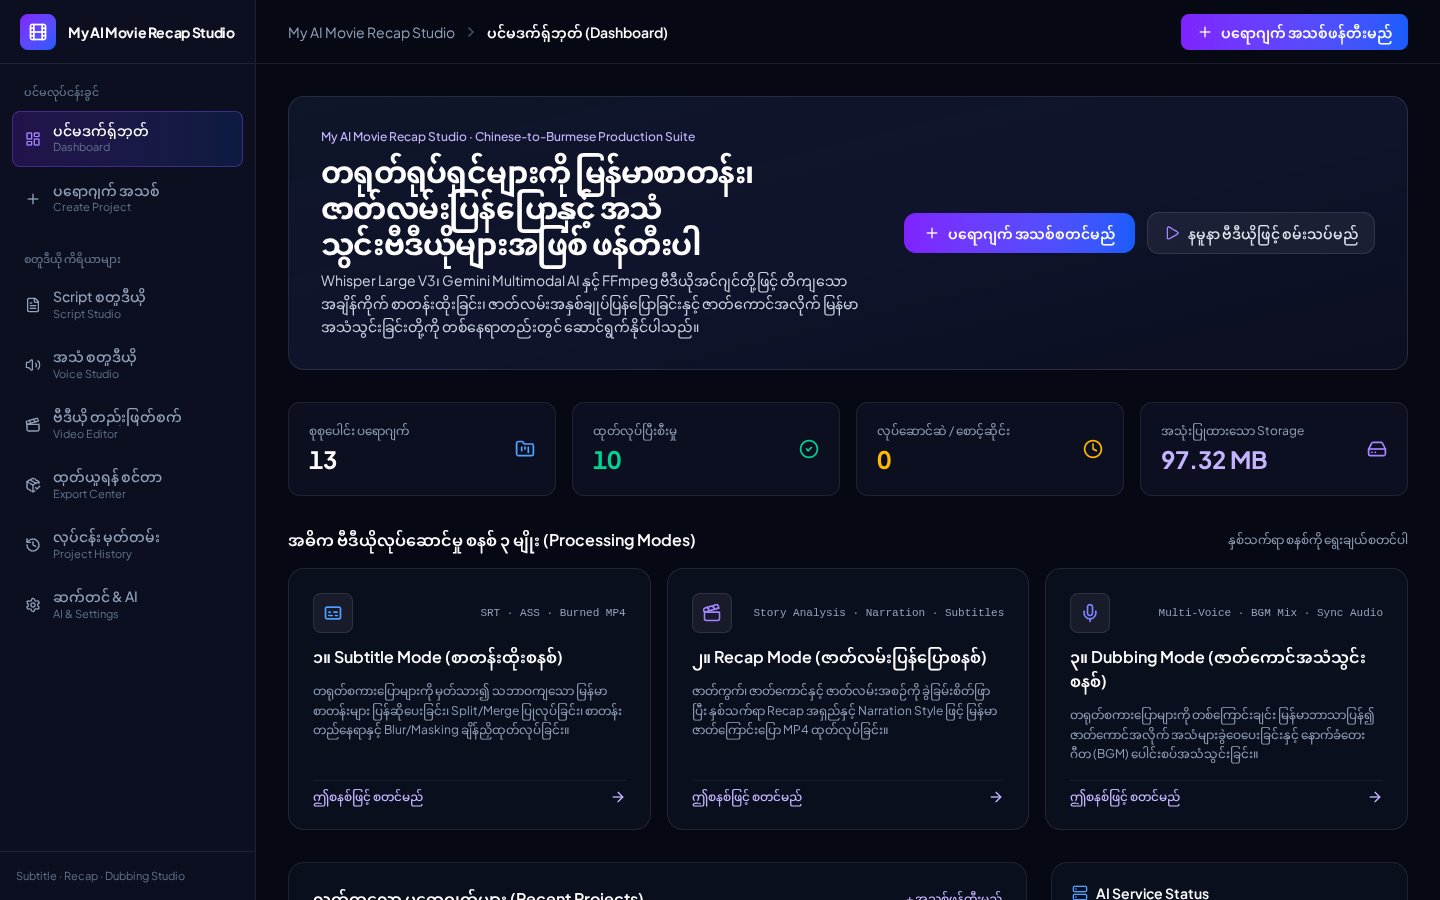 My AI Movie Recap Studio
My AI Movie Recap Studio
ပင်မဒက်ရှ်ဘုတ် (Dashboard)
ပရောဂျက် အသစ်ဖန်တီးမည်
ပင်မလုပ်ငန်းခွင်
ပင်မဒက်ရှ်ဘုတ်
Dashboard
ပရောဂျက် အသစ်
Create Project
စတူဒီယို ကိရိယာများ
Script စတူဒီယို
Script Studio
အသံ စတူဒီယို
Voice Studio
ဗီဒီယို တည်းဖြတ်စက်
Video Editor
ထုတ်ယူရန် စင်တာ
Export Center
လုပ်ငန်း မှတ်တမ်း
Project History
ဆက်တင် & AI
AI & Settings
Subtitle · Recap · Dubbing Studio
My AI Movie Recap Studio · Chinese-to-Burmese Production Suite
တရုတ်ရုပ်ရှင်များကို မြန်မာစာတန်း၊
ဇာတ်လမ်းပြန်ပြောနှင့် အသံ
သွင်းဗီဒီယိုများအဖြစ် ဖန်တီးပါ
Whisper Large V3၊ Gemini Multimodal AI နှင့် FFmpeg ဗီဒီယိုအင်ဂျင်တို့ဖြင့် တိကျသော
အချိန်ကိုက် စာတန်းထိုးခြင်း၊ ဇာတ်လမ်းအနှစ်ချုပ်ပြန်ပြောခြင်းနှင့် ဇာတ်ကောင်အလိုက် မြန်မာ
အသံသွင်းခြင်းတို့ကို တစ်နေရာတည်းတွင် ဆောင်ရွက်နိုင်ပါသည်။
ပရောဂျက် အသစ်စတင်မည်
နမူနာ ဗီဒီယိုဖြင့် စမ်းသပ်မည်
စုစုပေါင်း ပရောဂျက်
13
ထုတ်လုပ်ပြီးစီးမှု
10
လုပ်ဆောင်ဆဲ / စောင့်ဆိုင်း
0
အသုံးပြုထားသော Storage
97.32 MB
အဓိက ဗီဒီယိုလုပ်ဆောင်မှု စနစ် ၃ မျိုး (Processing Modes)
နှစ်သက်ရာ စနစ်ကို ရွေးချယ်စတင်ပါ
SRT · ASS · Burned MP4
၁။ Subtitle Mode (စာတန်းထိုးစနစ်)
တရုတ်စကားပြောများကို မှတ်သား၍ သဘာဝကျသော မြန်မာ
စာတန်းများ ပြန်ဆိုပေးခြင်း၊ Split/Merge ပြုလုပ်ခြင်း၊ စာတန်း
တည်နေရာနှင့် Blur/Masking ချိန်ညှိထုတ်လုပ်ခြင်း။
ဤစနစ်ဖြင့် စတင်မည်
Story Analysis · Narration · Subtitles
၂။ Recap Mode (ဇာတ်လမ်းပြန်ပြောစနစ်)
ဇာတ်ကွက်၊ ဇာတ်ကောင်နှင့် ဇာတ်လမ်းအစဉ်ကို ခွဲခြမ်းစိတ်ဖြာ
ပြီး နှစ်သက်ရာ Recap အရှည်နှင့် Narration Style ဖြင့် မြန်မာ
ဇာတ်ကြောင်းပြော MP4 ထုတ်လုပ်ခြင်း။
ဤစနစ်ဖြင့် စတင်မည်
Multi-Voice · BGM Mix · Sync Audio
၃။ Dubbing Mode (ဇာတ်ကောင်အသံသွင်း
စနစ်)
တရုတ်စကားပြောများကို တစ်ကြောင်းချင်း မြန်မာဘာသာပြန်၍
ဇာတ်ကောင်အလိုက် အသံများခွဲဝေပေးခြင်းနှင့် နောက်ခံတေး
ဂီတ (BGM) ပေါင်းစပ်အသံသွင်းခြင်း။
ဤစနစ်ဖြင့် စတင်မည်
လတ်တလော ပရောဂျက်များ (Recent Projects)
+ အသစ်ဖန်တီးမည်
AI Service Status